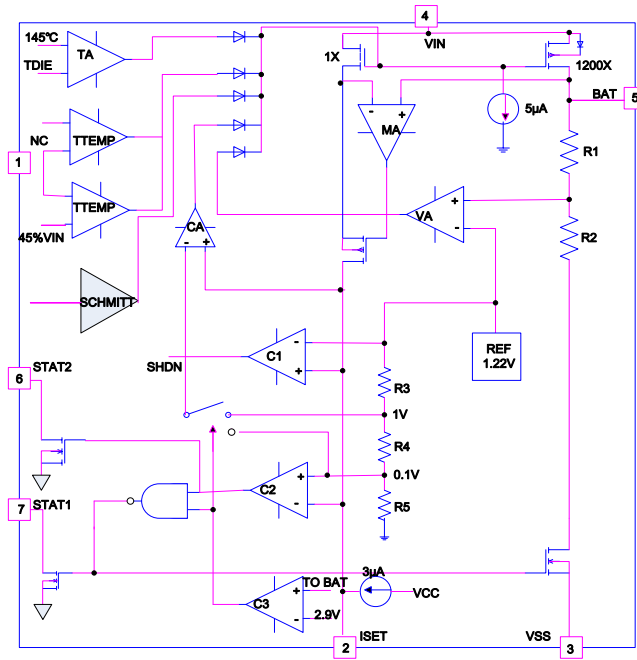 4
145℃
TA
TDIE
VIN
1X
1200X
5
BAT
5μA
- +
MA
NC
TTEMP
R1
1
TTEMP
VA
+
-
45%VIN
CA
- +
R2
SCHMITT
REF
1.22V
C1
-
+
SHDN
STAT2
6
R3
1V
R4
0.1V
C2
+
-
R5
7
STAT1
3μA
TO BAT
C3
+
-
2.9V
VCC
ISET
2
VSS
3